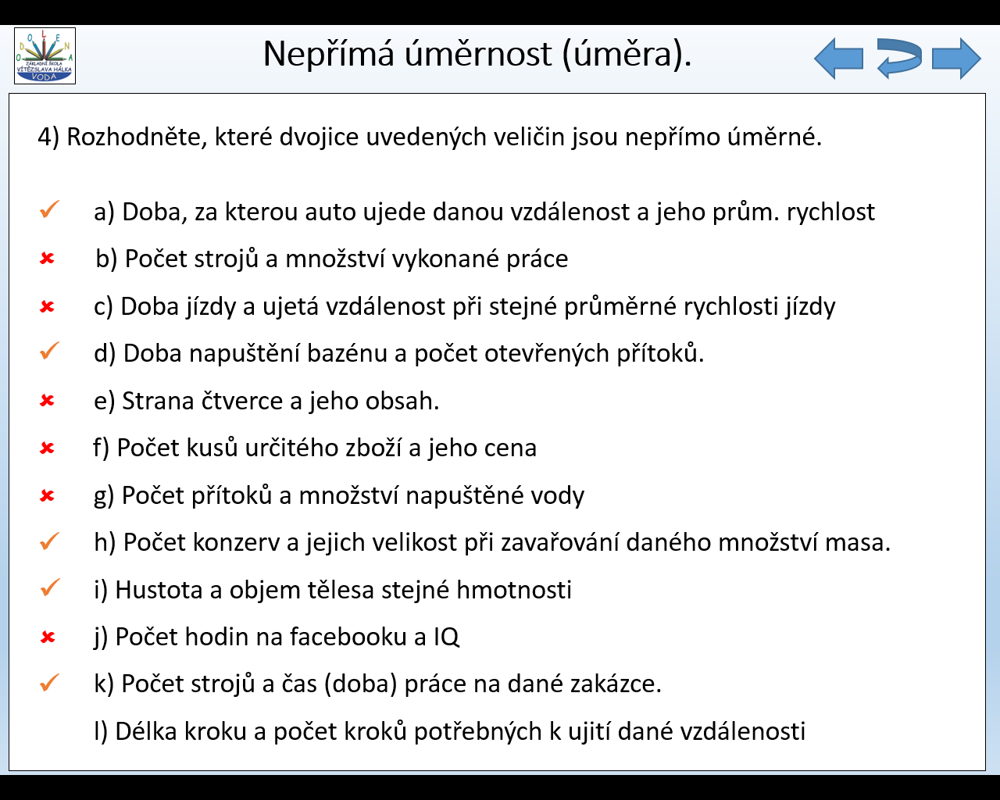 O D O L E N A
ZÁKLADNÍ ŠKOLA
VÍTĚZSLAVA HÁLKA
VODA
Nepřímá úměrnost (úměra).
4) Rozhodněte, které dvojice uvedených veličin jsou nepřímo úměrné.
✓ a) Doba, za kterou auto ujede danou vzdálenost a jeho prům. rychlost
✘ b) Počet strojů a množství vykonané práce
✘ c) Doba jízdy a ujetá vzdálenost při stejné průměrné rychlosti jízdy
✓ d) Doba napuštění bazénu a počet otevřených přítoků.
✘ e) Strana čtverce a jeho obsah.
✘ f) Počet kusů určitého zboží a jeho cena
✘ g) Počet přítoků a množství napuštěné vody
✓ h) Počet konzerv a jejich velikost při zavařování daného množství masa.
✓ i) Hustota a objem tělesa stejné hmotnosti
✘ j) Počet hodin na facebooku a IQ
✓ k) Počet strojů a čas (doba) práce na dané zakázce.
l) Délka kroku a počet kroků potřebných k ujití dané vzdálenosti